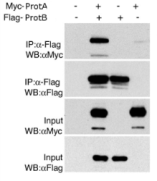 Myc-ProtA - + - +
Flag-ProtB - + + -
IP:α-Flag
WB:αMyc
IP:α-Flag
WB:αFlag
Input
WB:αMyc
Input
WB:αFlag